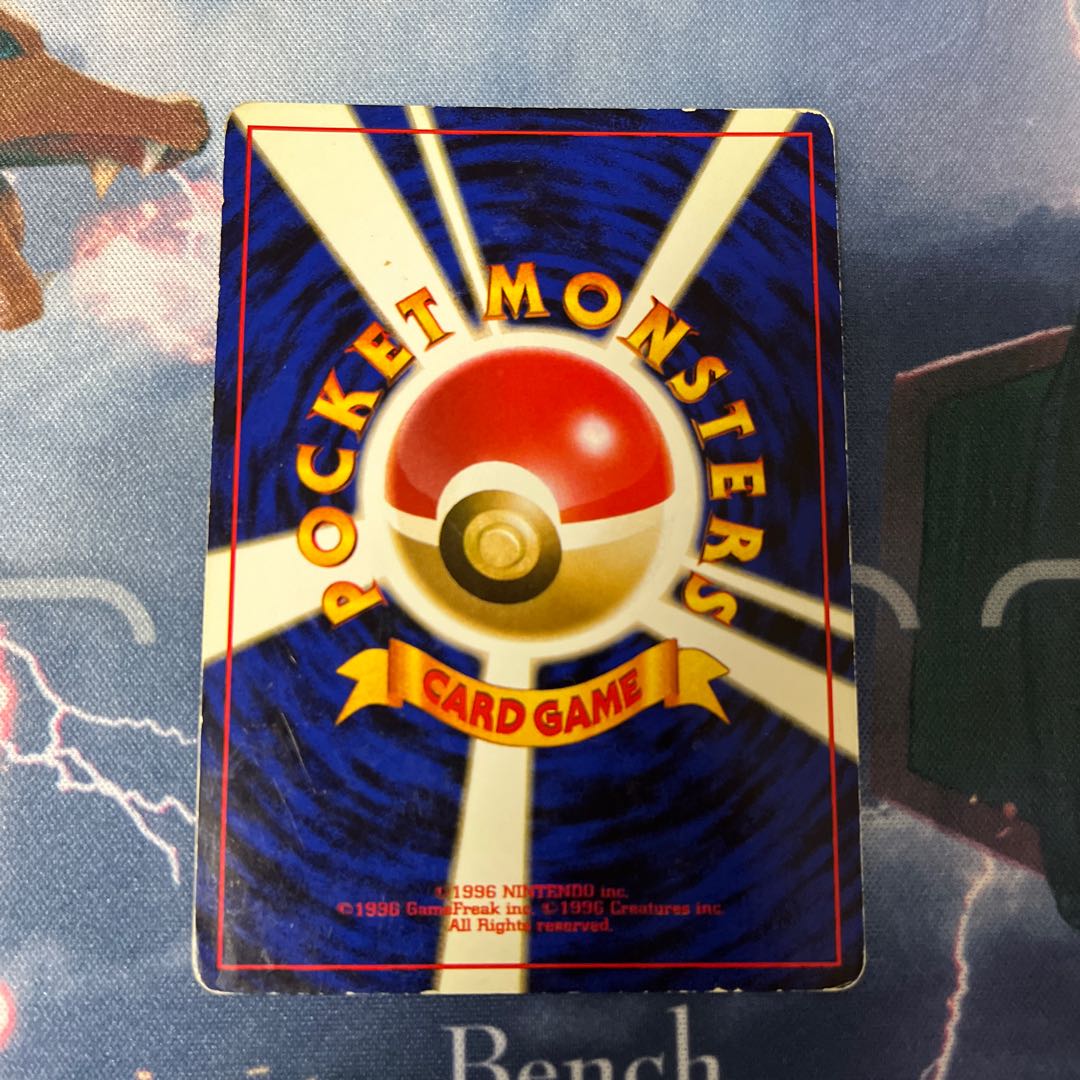 POCKET MONSTERS
CARD GAME
©1996 NINTENDO inc.
©1996 GameFreak inc. ©1996 Creatures inc.
All Rights reserved.
Bench